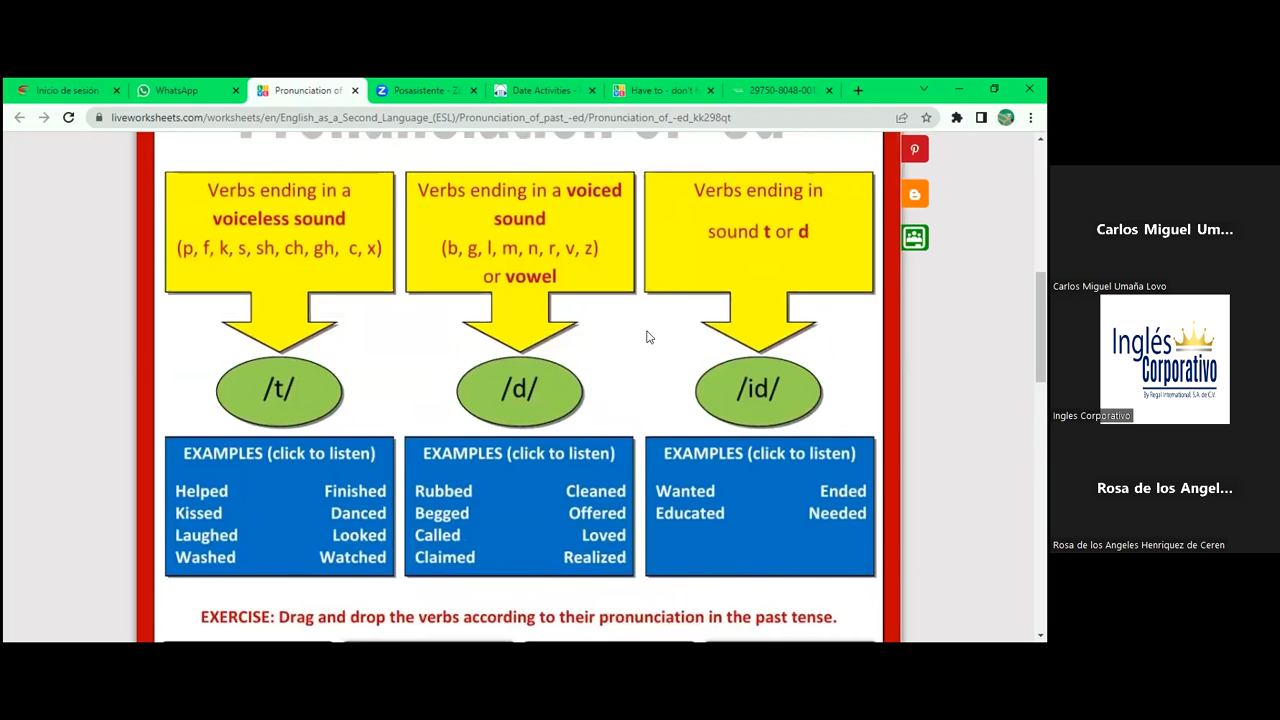 Inicio de sesión
WhatsApp
Pronunciation of
Posasistente - Zo
Date Activities -
Have to - don't h
29750-8048-001
liveworksheets.com/worksheets/en/English_as_a_Second_Language_(ESL)/Pronunciation_of_past_-ed/Pronunciation_of_-ed_kk298qt
Pronunciation of -ed
Verbs ending in a
voiceless sound
(p, f, k, s, sh, ch, gh, c, x)
Verbs ending in a voiced
sound
(b, g, l, m, n, r, v, z)
or vowel
Verbs ending in
sound t or d
/t/
/d/
/id/
EXAMPLES (click to listen)
Helped Finished
Kissed Danced
Laughed Looked
Washed Watched
EXAMPLES (click to listen)
Rubbed Cleaned
Begged Offered
Called Loved
Claimed Realized
EXAMPLES (click to listen)
Wanted Ended
Educated Needed
EXERCISE: Drag and drop the verbs according to their pronunciation in the past tense.
Carlos Miguel Um...
Carlos Miguel Umaña Lovo
Inglés
Corporativo
By Regal International, S.A. de C.V.
Ingles Corporativo
Rosa de los Angel...
Rosa de los Angeles Henríquez de Ceren